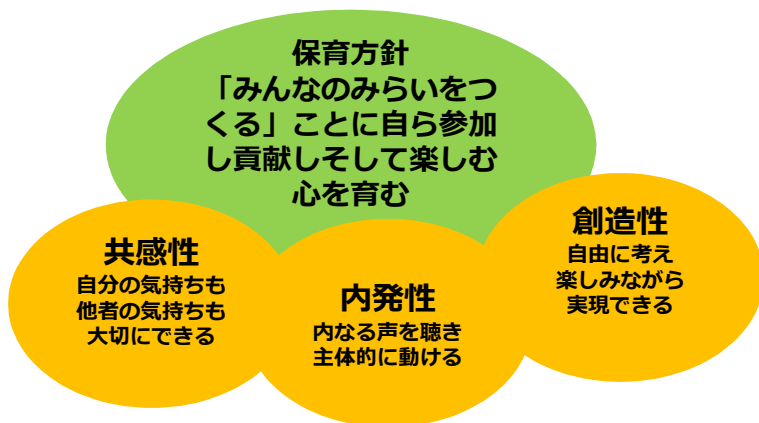 保育方針
「みんなのみらいをつ
くる」ことに自ら参加
し貢献しそして楽しむ
心を育む
共感性
自分の気持ちも
他者の気持ちも
大切にできる
内発性
内なる声を聴き
主体的に動ける
創造性
自由に考え
楽しみながら
実現できる